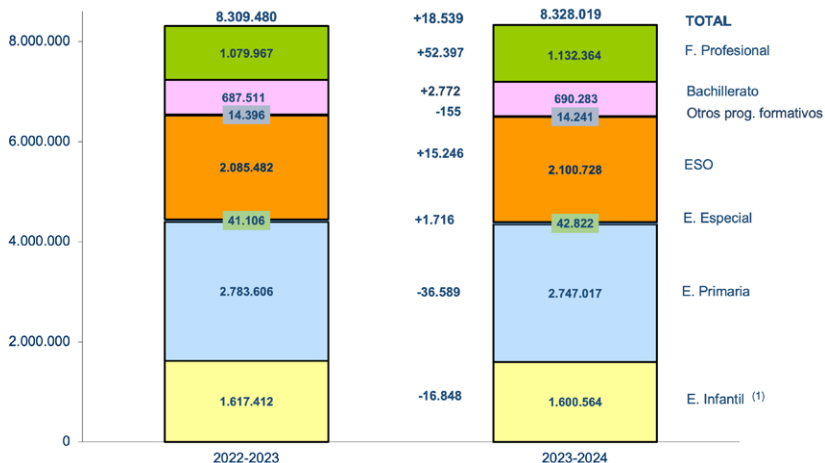 8.309.480 +18.539 8.328.019 TOTAL
8.000.000
1.079.967 +52.397 1.132.364 F. Profesional
687.511 +2.772 690.283 Bachillerato
14.396 -155 14.241 Otros prog. formativos
6.000.000
2.085.482 +15.246 2.100.728 ESO
41.106 +1.716 42.822 E. Especial
4.000.000
2.783.606 -36.589 2.747.017 E. Primaria
2.000.000
1.617.412 -16.848 1.600.564 E. Infantil (1)
0
2022-2023 2023-2024